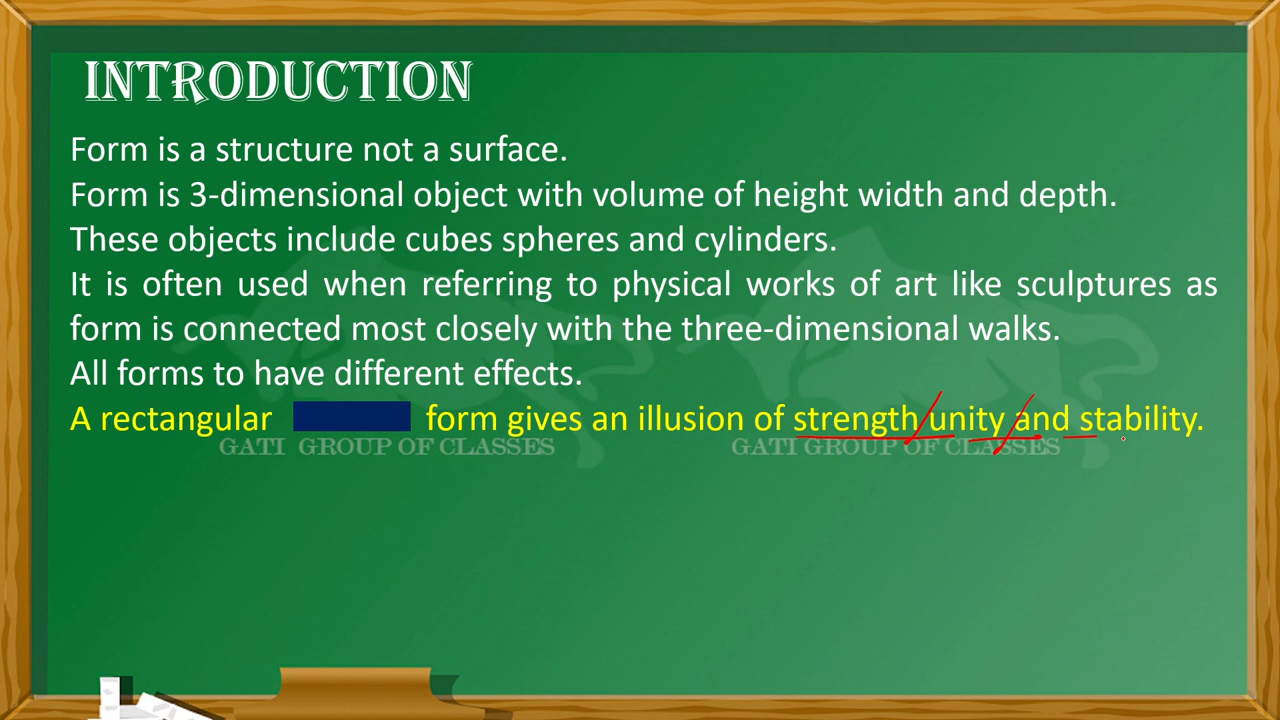 INTRODUCTION
Form is a structure not a surface.
Form is 3-dimensional object with volume of height width and depth.
These objects include cubes spheres and cylinders.
It is often used when referring to physical works of art like sculptures as
form is connected most closely with the three-dimensional walks.
All forms to have different effects.
A rectangular form gives an illusion of strength unity and stability.
GATI GROUP OF CLASSES GATI GROUP OF CLASSES